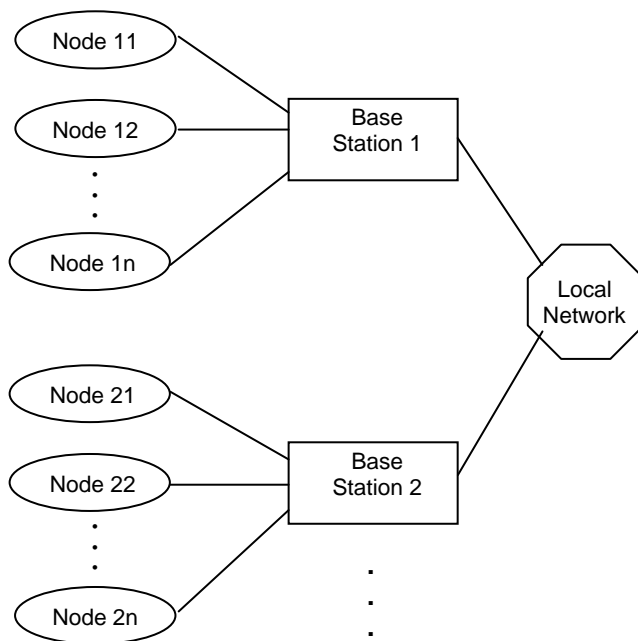 Node 11
Node 12
Node 1n
Base
Station 1
Local
Network
Node 21
Node 22
Node 2n
Base
Station 2